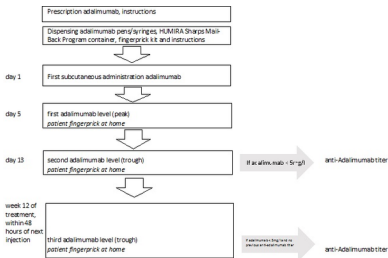 Prescription adalimumab, instructions
Dispensing adalimumab pens/syringes, HUMIRA Sharps Mail-
Back Program container, fingerprick kit and instructions
day 1
First subcutaneous administration adalimumab
day 5
first adalimumab level (peak)
patient fingerprick at home
day 13
second adalimumab level (trough)
patient fingerprick at home
If adalimumab < 5mg/l
anti-Adalimumab titer
week 12 of
treatment,
within 48
hours of next
injection
third adalimumab level (trough)
patient fingerprick at home
anti-Adalimumab titer